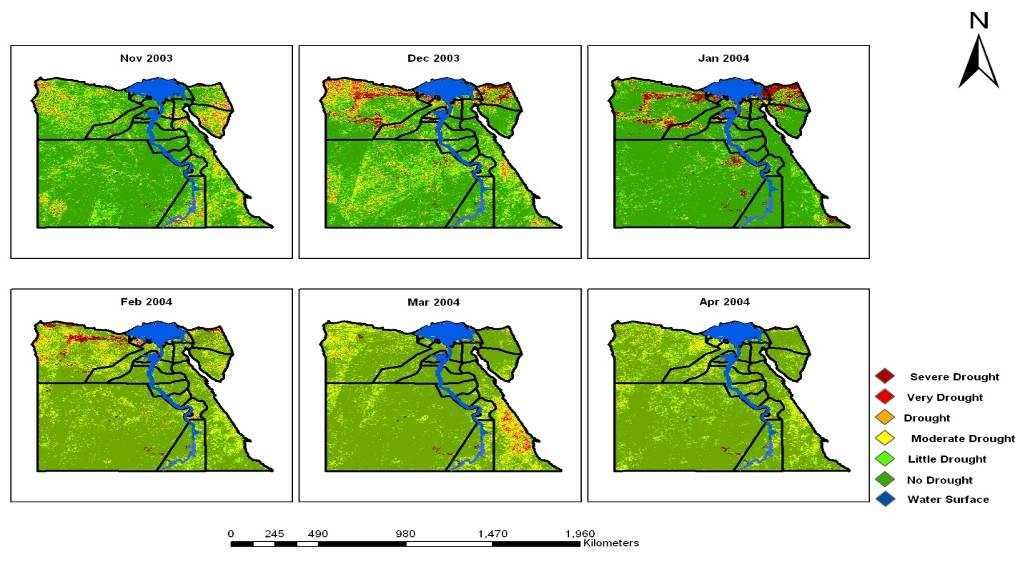 N
Nov 2003
Dec 2003
Jan 2004
Feb 2004
Mar 2004
Apr 2004
Severe Drought
Very Drought
Drought
Moderate Drought
Little Drought
No Drought
Water Surface
0 245 490 980 1,470 1,960
Kilometers